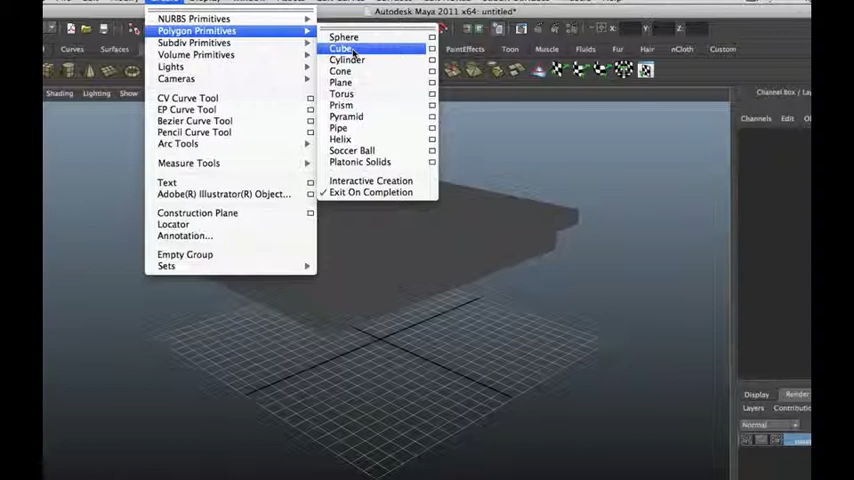 Autodesk Maya 2011 x64: untitled*
NURBS Primitives
Polygon Primitives
Subdiv Primitives
Volume Primitives
Lights
Cameras
CV Curve Tool
EP Curve Tool
Bezier Curve Tool
Pencil Curve Tool
Arc Tools
Measure Tools
Text
Adobe(R) Illustrator(R) Object...
Construction Plane
Locator
Annotation...
Empty Group
Sets
Sphere
Cube
Cylinder
Cone
Plane
Torus
Prism
Pyramid
Pipe
Helix
Soccer Ball
Platonic Solids
Interactive Creation
Exit On Completion
Curves Surfaces PaintEffects Toon Muscle Fluids Fur Hair nCloth Custom
X: Y: Z:
Shading Lighting Show
Channel Box / Lay
Channels Edit
Display Render
Layers Contributio
Normal